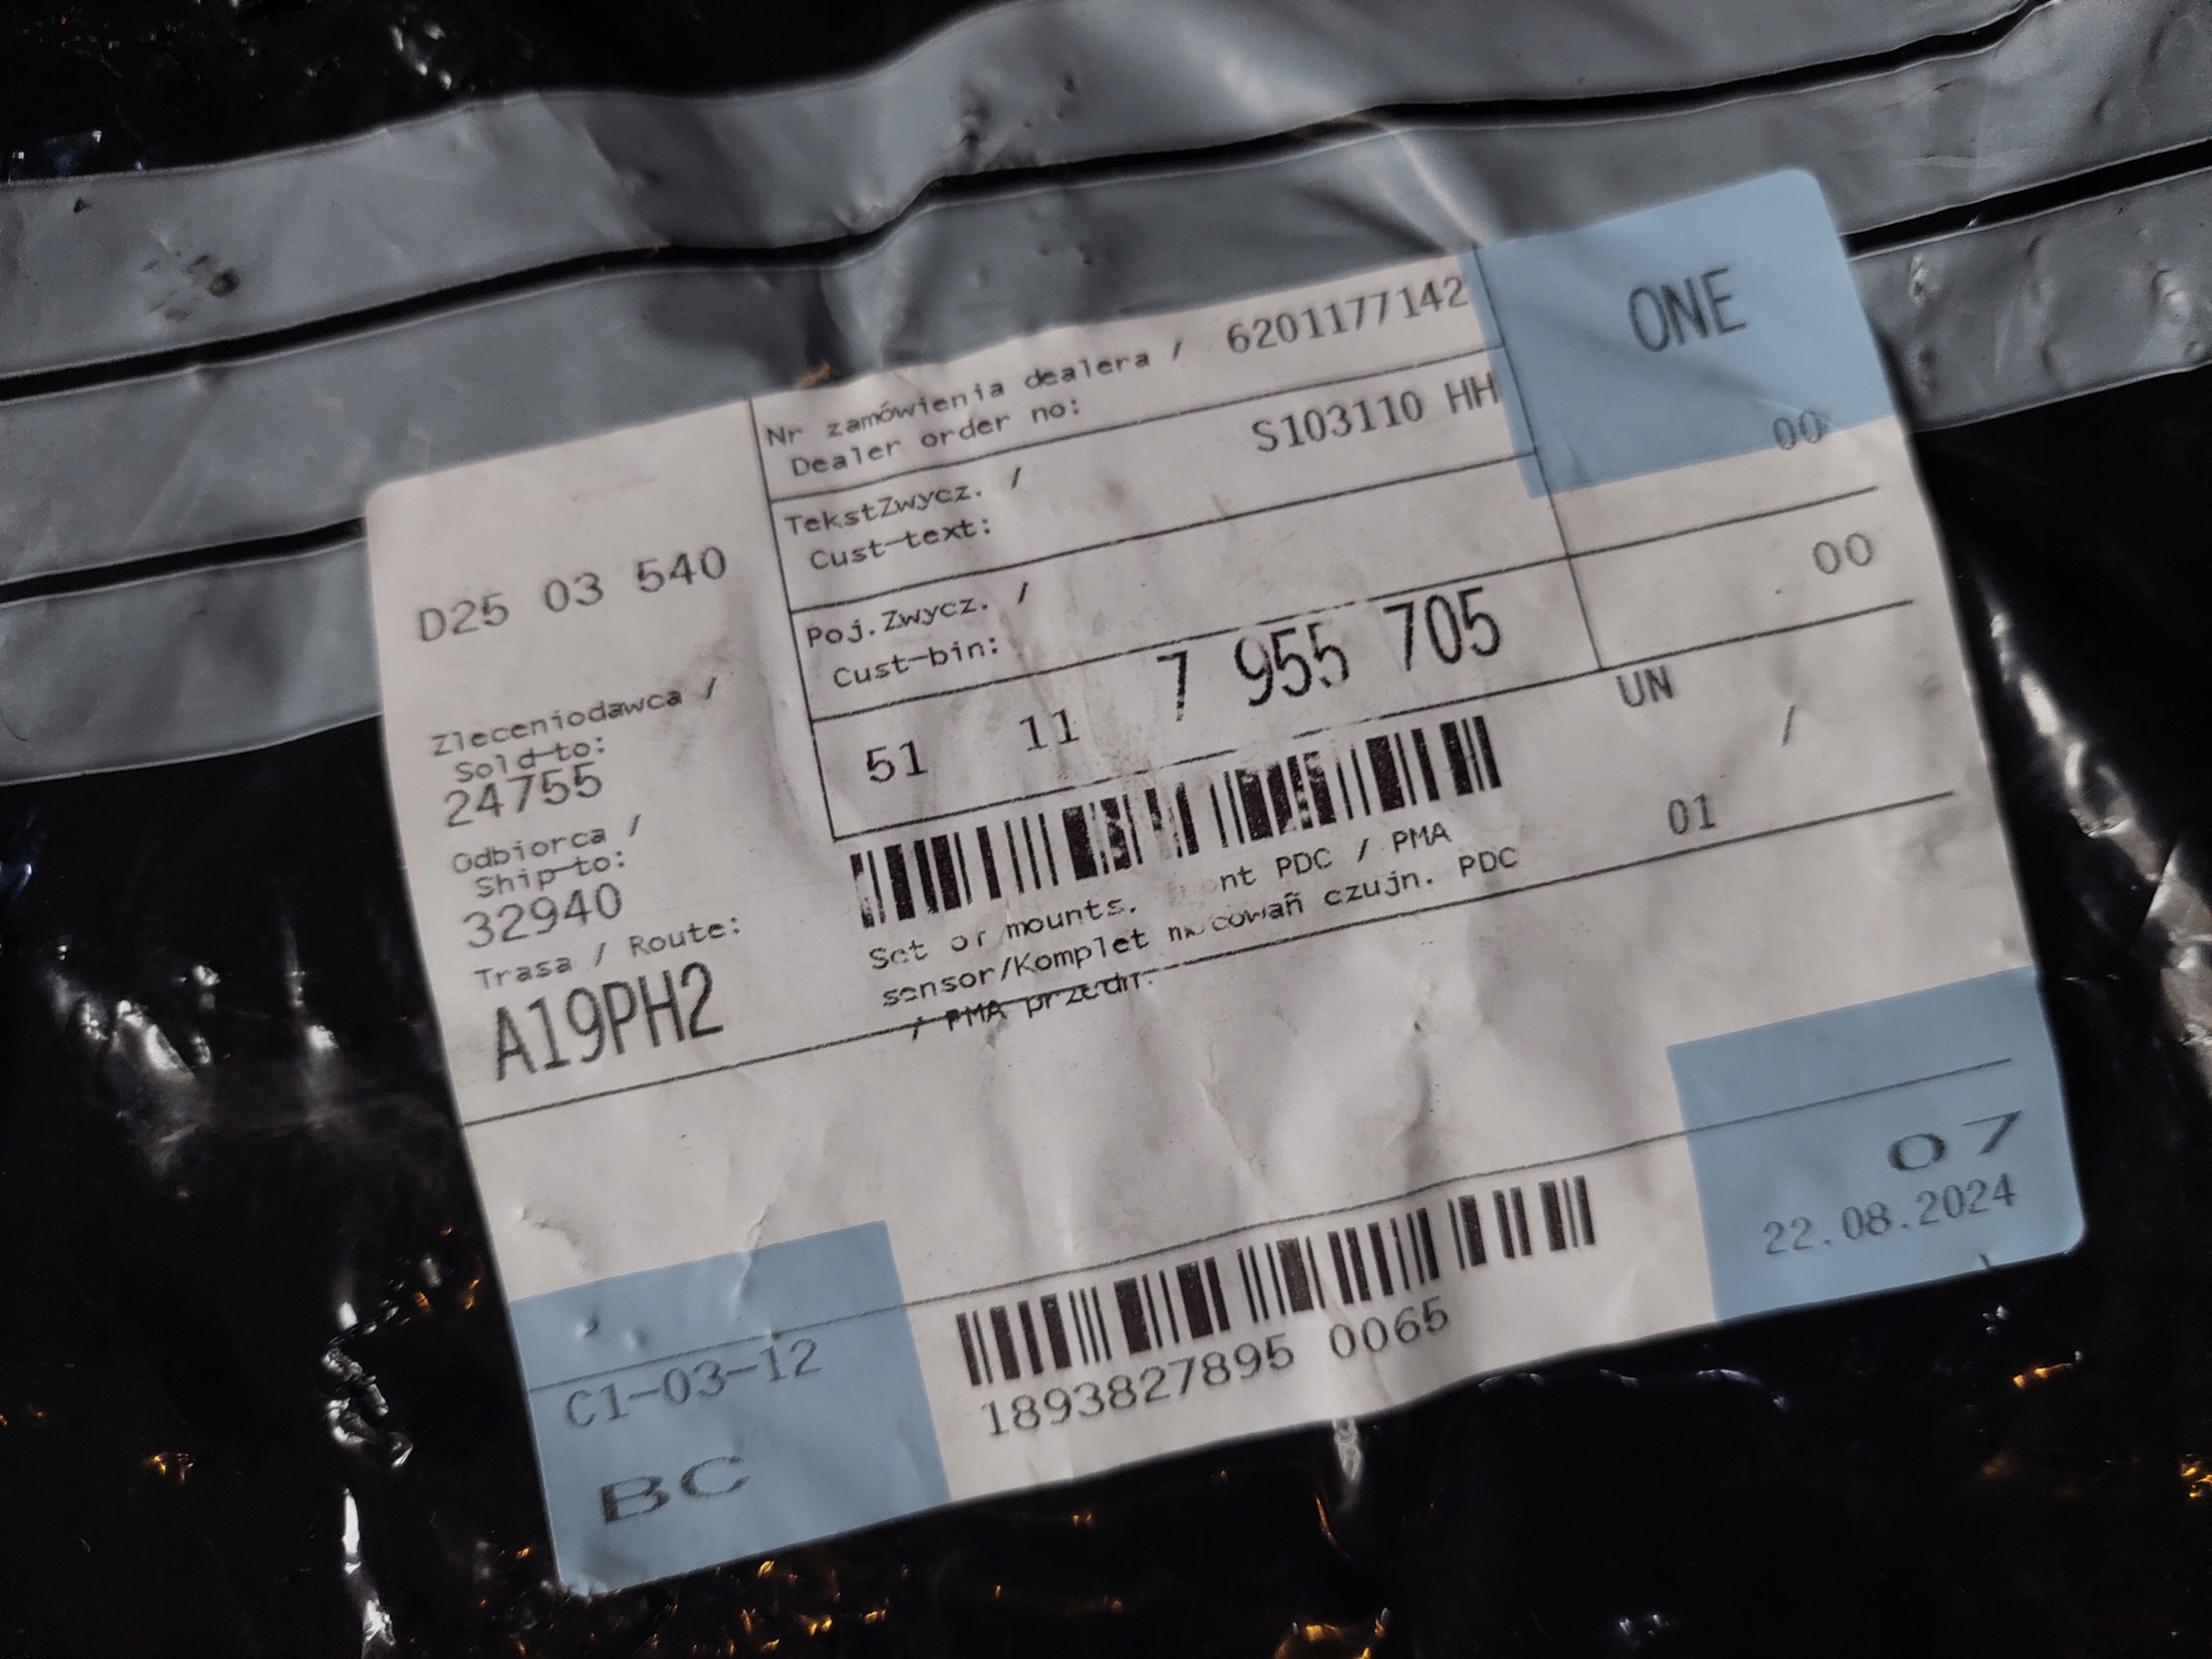 Nr zamówienia dealera / 6201177142
Dealer order no:
ONE
TekstZwycz. / S103110 HH
Cust-text:
00
D25 03 540
Poj.Zwycz. /
Cust-bin:
00
51 11 7 955 705
UN
/
01
Zleceniodawca /
Sold-to:
24755
Odbiorca /
Ship-to:
32940
Trasa / Route:
A19PH2
Set of mounts, nt PDC / PMA
sensor/Komplet czujn. PDC
/ PMA przedn.
07
22.08.2024
C1-03-12
BC
1893827895 0065